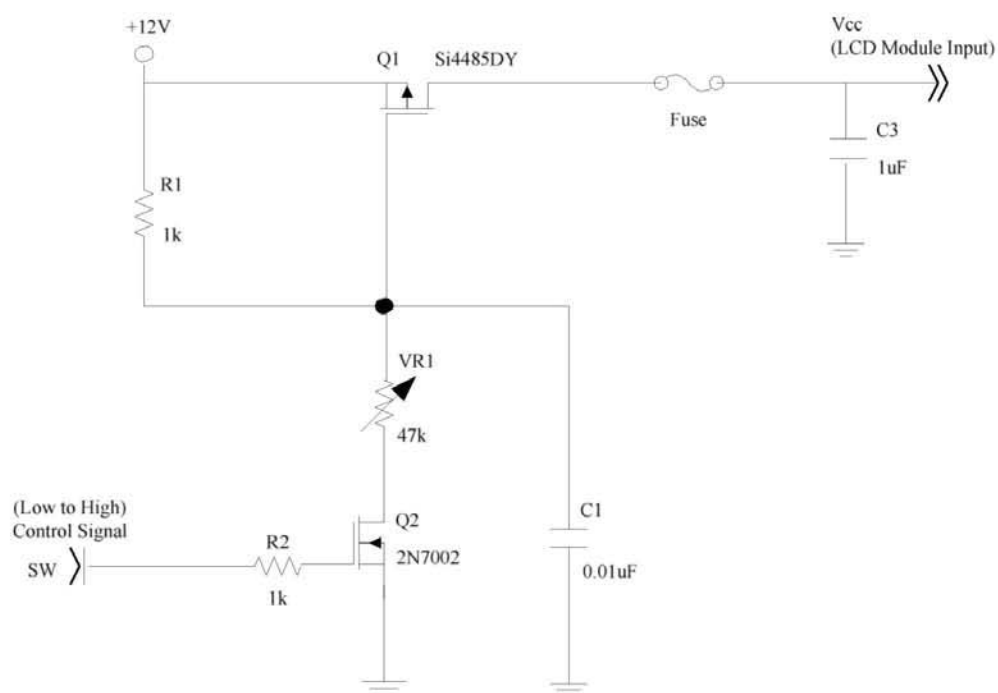 +12V
Q1
Si4485DY
Vcc
(LCD Module Input)
Fuse
C3
1uF
R1
1k
VR1
47k
(Low to High)
Control Signal
SW
R2
1k
Q2
2N7002
C1
0.01uF